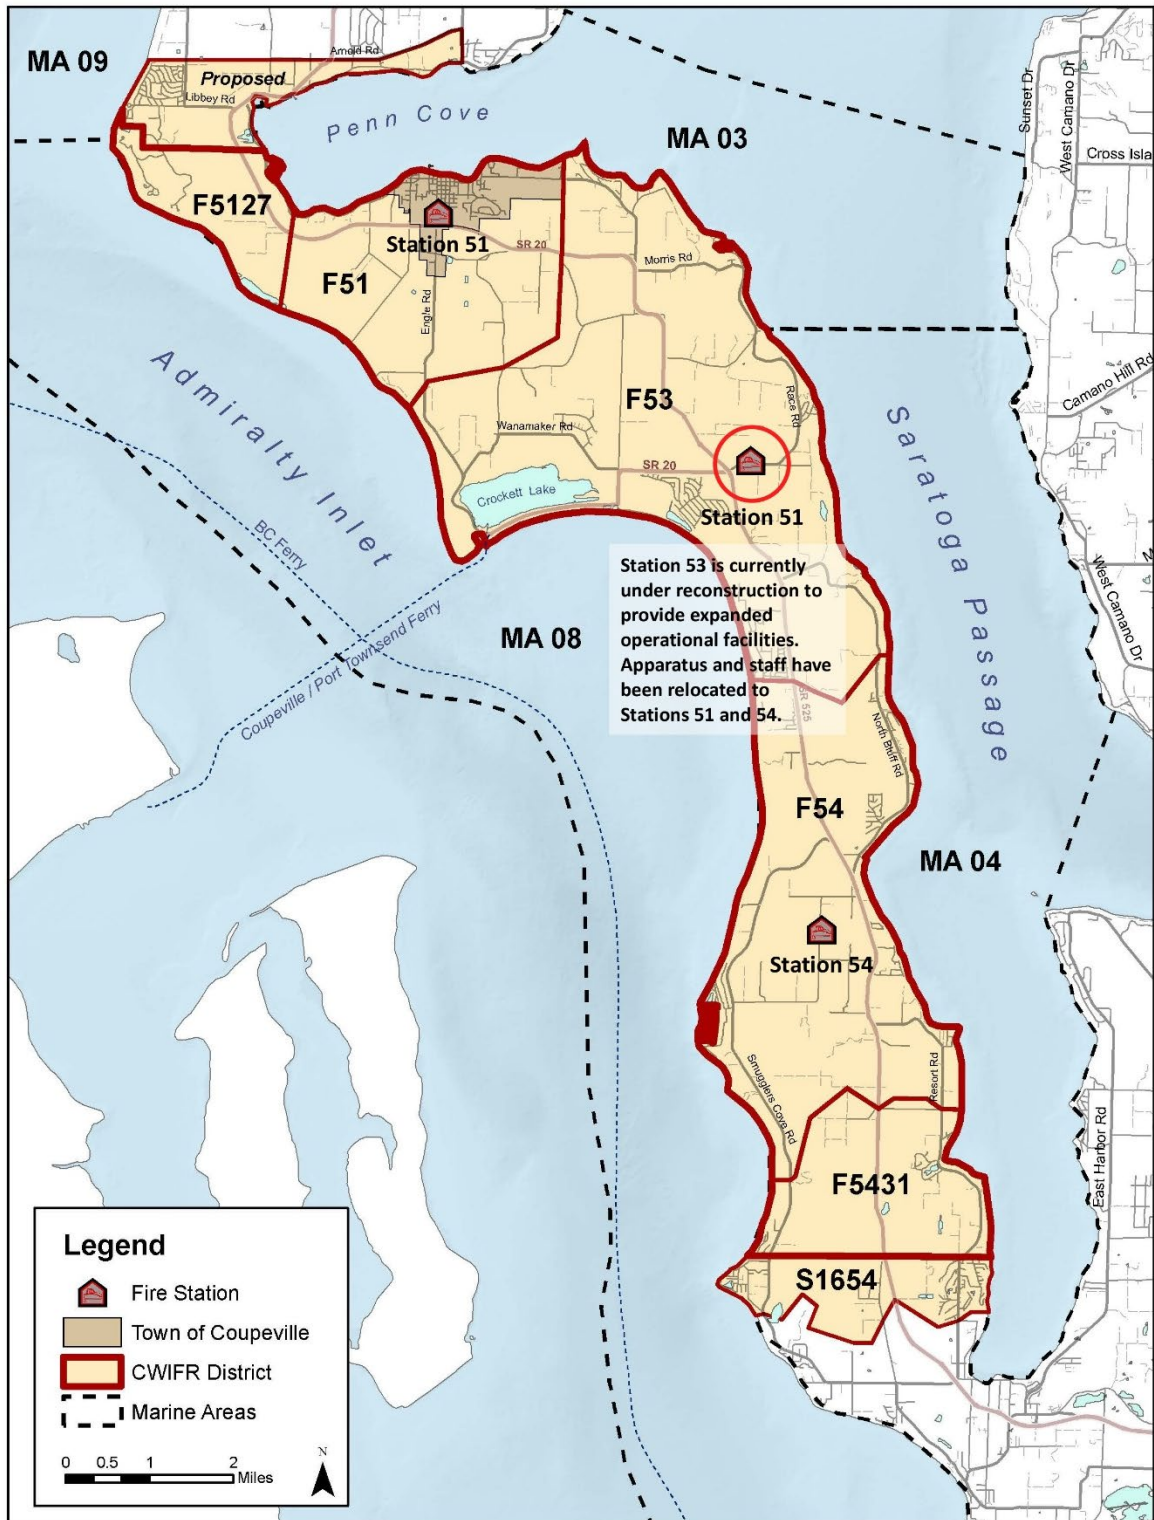 MA 09
Arnold Rd
Proposed
Libbey Rd
Penn Cove
MA 03
Sunset Dr
West Camano Dr
Cross Isla
F5127
Station 51
SR 20
Morris Rd
F51
Engle Rd
Admiralty Inlet
F53
Race Rd
Camano Hill Rd
Wanamaker Rd
SR 20
Crockett Lake
Station 51
Saratoga Passage
BC Ferry
Station 53 is currently
under reconstruction to
provide expanded
operational facilities.
Apparatus and staff have
been relocated to
Stations 51 and 54.
MA 08
Coupeville / Port Townsend Ferry
M
West Camano Dr
SR 525
North Bluff Rd
F54
MA 04
Station 54
Smugglers Cove Rd
Resort Rd
East Harbor Rd
F5431
S1654
Legend
Fire Station
Town of Coupeville
CWIFR District
Marine Areas
0 0.5 1 2
Miles
N